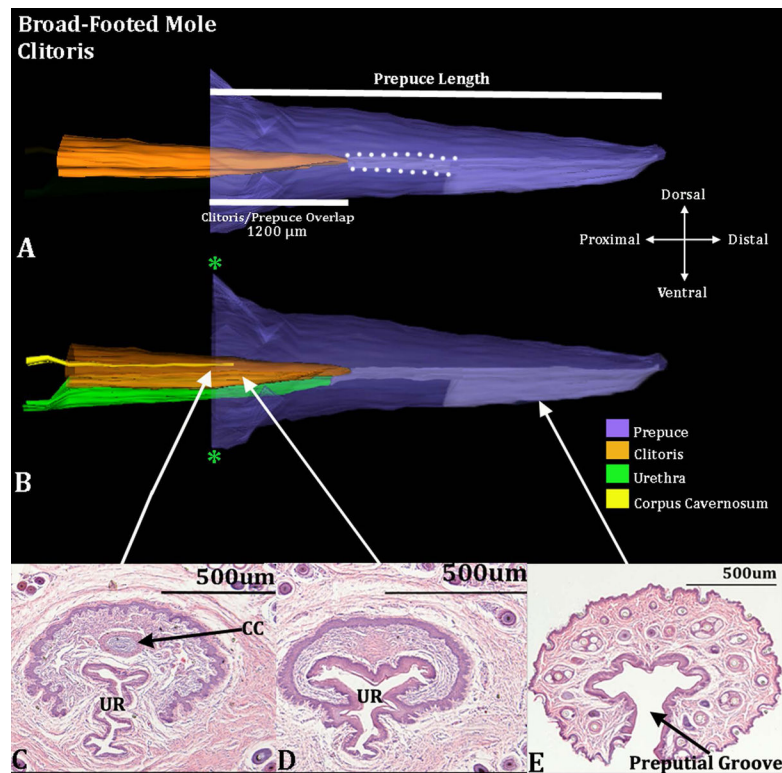 Broad-Footed Mole
Clitoris
Prepuce Length
Clitoris/Prepuce Overlap
1200 µm
A
Dorsal
Proximal
Distal
Ventral
*
*
B
Prepuce
Clitoris
Urethra
Corpus Cavernosum
500um
CC
UR
C
500um
UR
D
500um
Preputial Groove
E